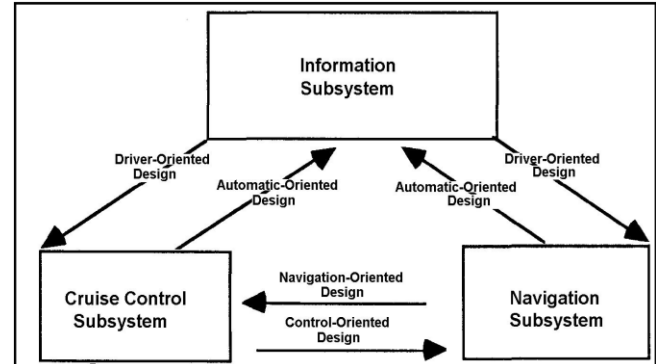 Information
Subsystem
Driver-Oriented
Design
Automatic-Oriented
Design
Automatic-Oriented
Design
Driver-Oriented
Design
Cruise Control
Subsystem
Navigation-Oriented
Design
Control-Oriented
Design
Navigation
Subsystem